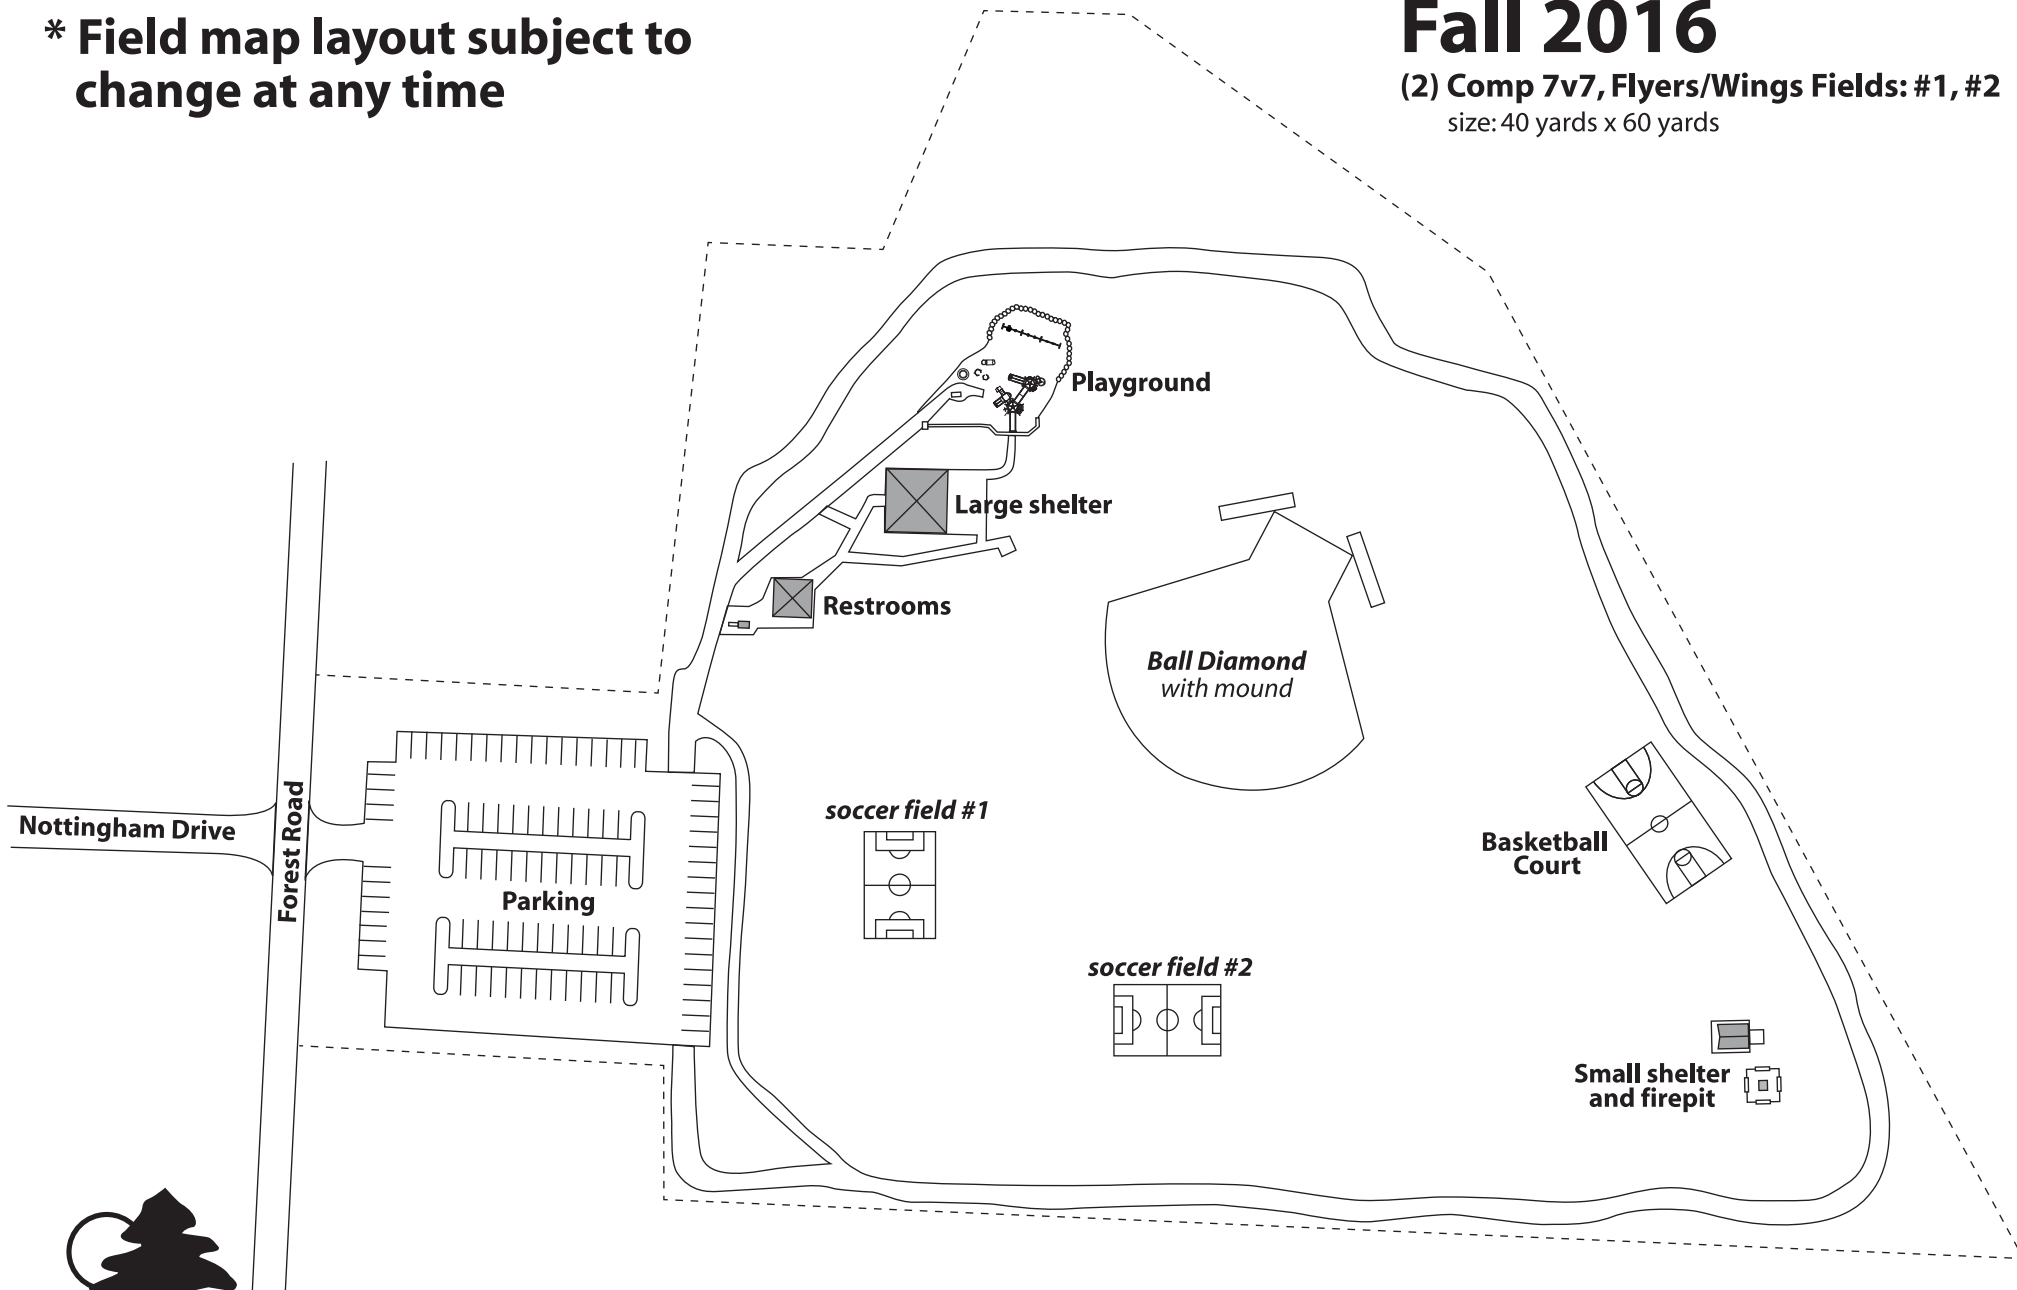 * Field map layout subject to
change at any time
Fall 2016
(2) Comp 7v7, Flyers/Wings Fields: #1, #2
size: 40 yards x 60 yards
Playground
Large shelter
Restrooms
Ball Diamond
with mound
soccer field #1
Nottingham Drive
Forest Road
Basketball
Court
Parking
soccer field #2
Small shelter
and firepit